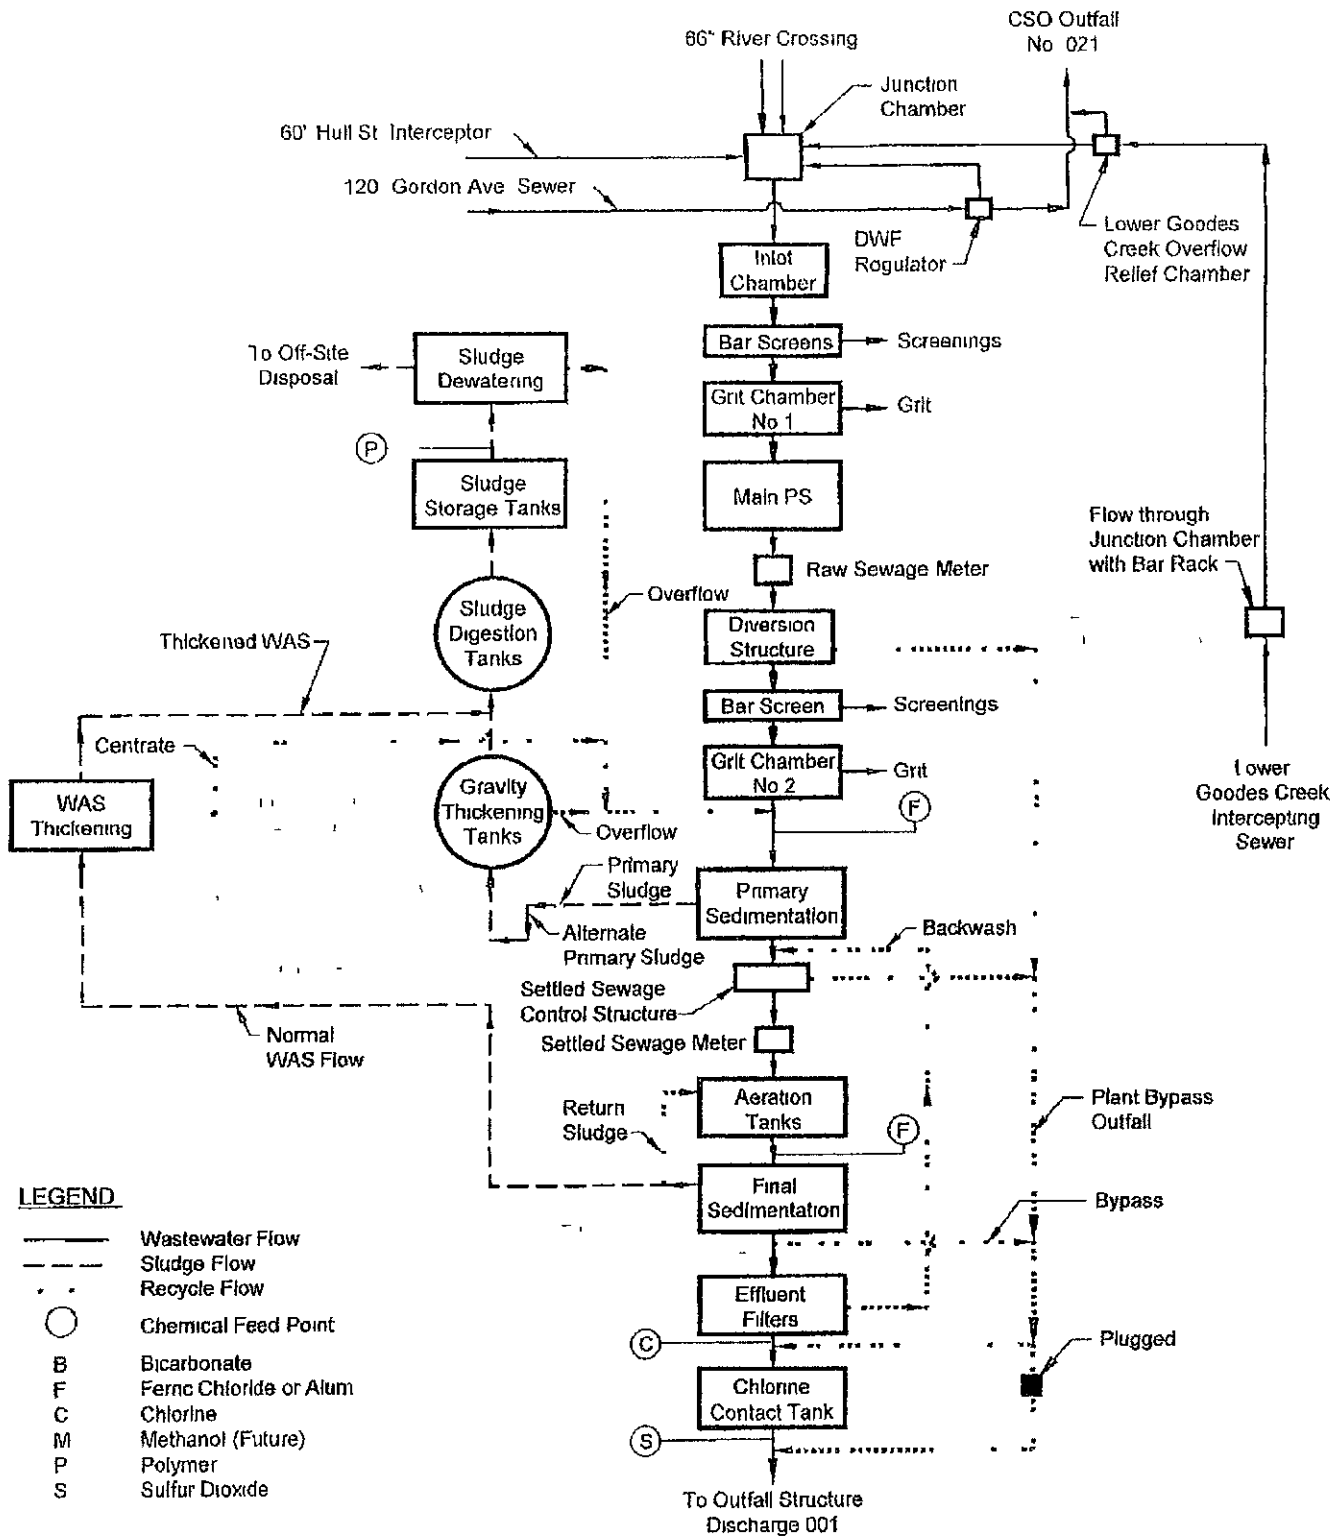 CSO Outfall
No 021
66" River Crossing
Junction
Chamber
60' Hull St Interceptor
120 Gordon Ave Sewer
Lower Goodes
Creek Overflow
Relief Chamber
DWF
Rogulator
Inlot
Chamber
Bar Screens
Screenings
To Off-Site
Disposal
Sludge
Dewatering
Grit Chamber
No 1
Grit
P
Sludge
Storage Tanks
Main PS
Flow through
Junction Chamber
with Bar Rack
Raw Sewage Meter
Overflow
Sludge
Digestion
Tanks
Diversion
Structure
Thickened WAS
Bar Screen
Screenings
Centrate
Grit Chamber
No 2
Grit
Lower
Goodes Creek
Intercepting
Sewer
WAS
Thickening
Gravity
Thickening
Tanks
F
Overflow
Primary
Sludge
Primary
Sedimentation
Alternate
Primary Sludge
Backwash
Settled Sewage
Control Structure
Normal
WAS Flow
Settled Sewage Meter
Return
Sludge
Aeration
Tanks
Plant Bypass
Outfall
F
Final
Sedimentation
Bypass
Effluent
Filters
C
Plugged
Chlorine
Contact Tank
S
To Outfall Structure
Discharge 001
LEGEND
Wastewater Flow
Sludge Flow
Recycle Flow
Chemical Feed Point
B Bicarbonate
F Ferric Chloride or Alum
C Chlorine
M Methanol (Future)
P Polymer
S Sulfur Dioxide